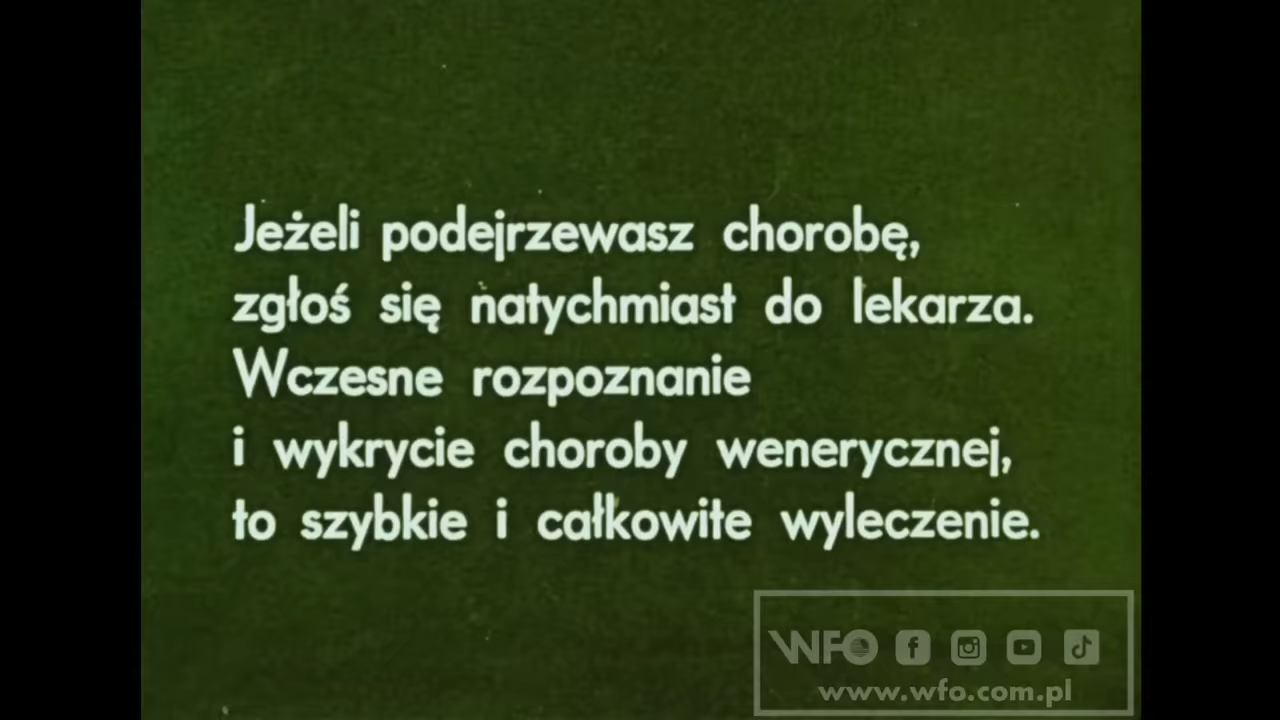 Jeżeli podejrzewasz chorobę,
zgłoś się natychmiast do lekarza.
Wczesne rozpoznanie
i wykrycie choroby wenerycznej,
to szybkie i całkowite wyleczenie.
WFO
www.wfo.com.pl